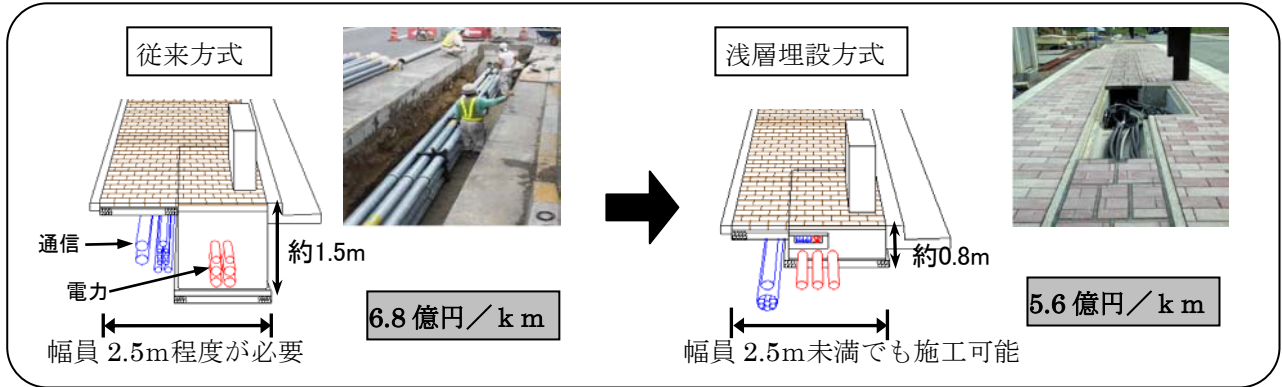 従来方式
通信
電力
約1.5m
6.8 億円／ｋｍ
幅員 2.5m程度が必要
浅層埋設方式
約0.8m
5.6 億円／ｋｍ
幅員 2.5m未満でも施工可能